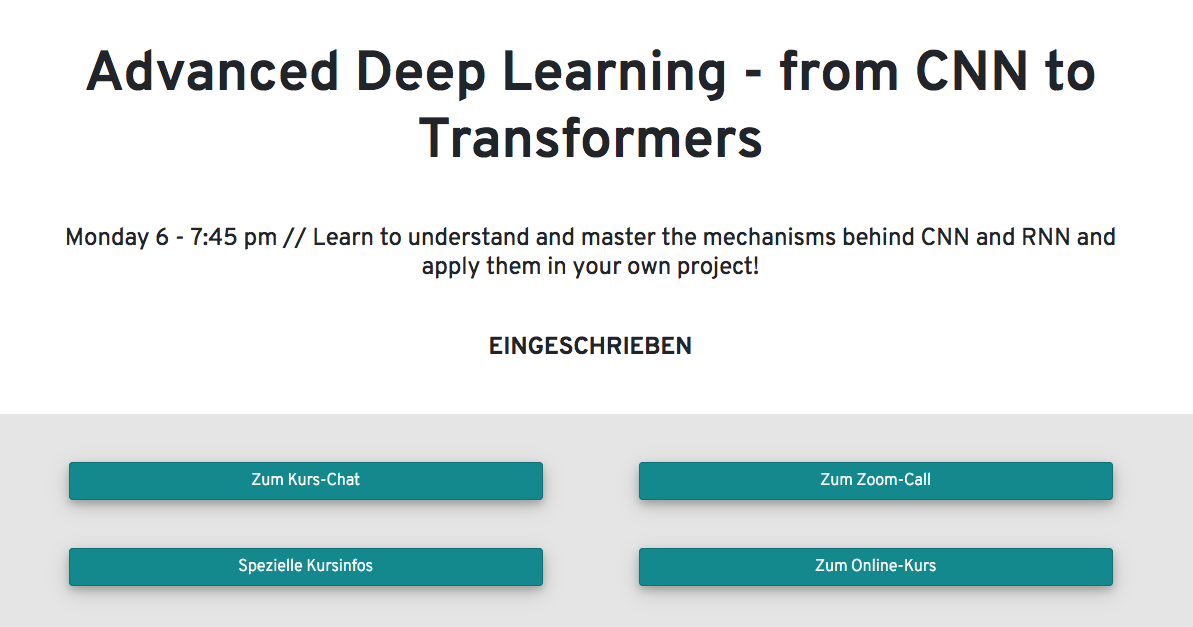 Advanced Deep Learning - from CNN to
Transformers
Monday 6 - 7:45 pm // Learn to understand and master the mechanisms behind CNN and RNN and
apply them in your own project!
EINGESCHRIEBEN
Zum Kurs-Chat
Zum Zoom-Call
Spezielle Kursinfos
Zum Online-Kurs